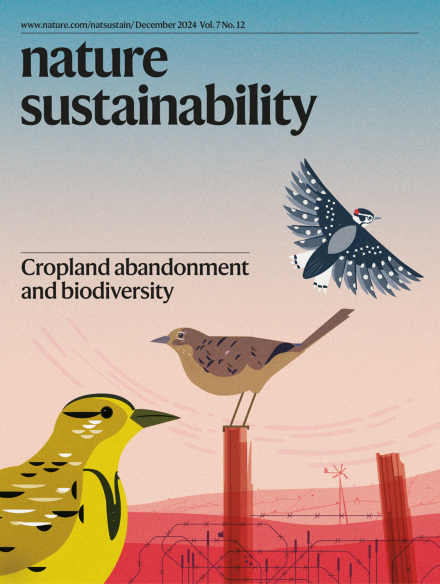 www.nature.com/natsustain/ December 2024 Vol. 7 No. 12
nature
sustainability
Cropland abandonment
and biodiversity